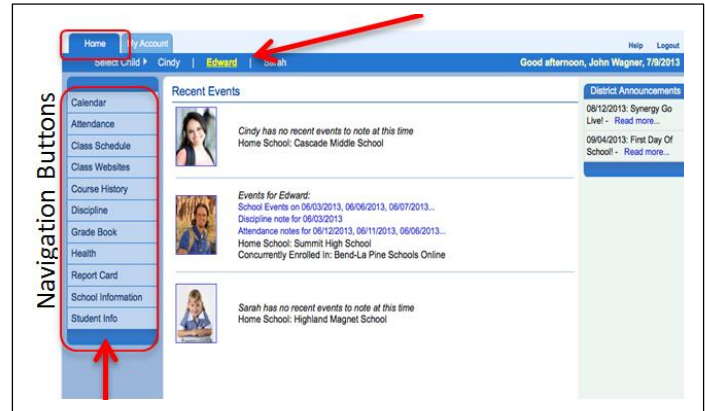 Home My Account
Help Logout
Select Child Cindy | Edward | Sarah
Good afternoon, John Wagner, 7/9/2013
Navigation Buttons
Calendar
Attendance
Class Schedule
Class Websites
Course History
Discipline
Grade Book
Health
Report Card
School Information
Student Info
Recent Events
Cindy has no recent events to note at this time
Home School: Cascade Middle School
Events for Edward:
School Events on 06/03/2013, 06/06/2013, 06/07/2013...
Discipline note for 06/03/2013
Attendance notes for 06/12/2013, 06/11/2013, 06/06/2013...
Home School: Summit High School
Concurrently Enrolled In: Bend-La Pine Schools Online
Sarah has no recent events to note at this time
Home School: Highland Magnet School
District Announcements
08/12/2013: Synergy Go
Live! - Read more...
09/04/2013: First Day Of
School! - Read more...